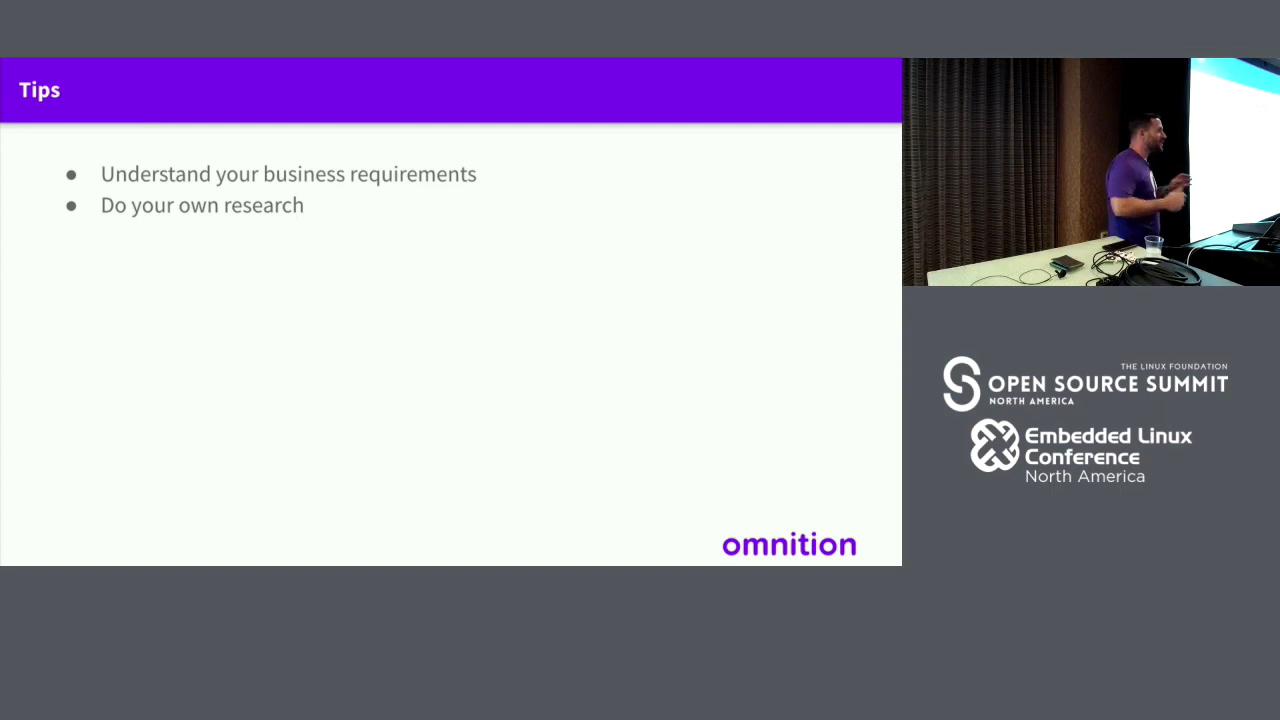 Tips
● Understand your business requirements
● Do your own research
omnition
THE LINUX FOUNDATION
OPEN SOURCE SUMMIT
NORTH AMERICA
Embedded Linux
Conference
North America